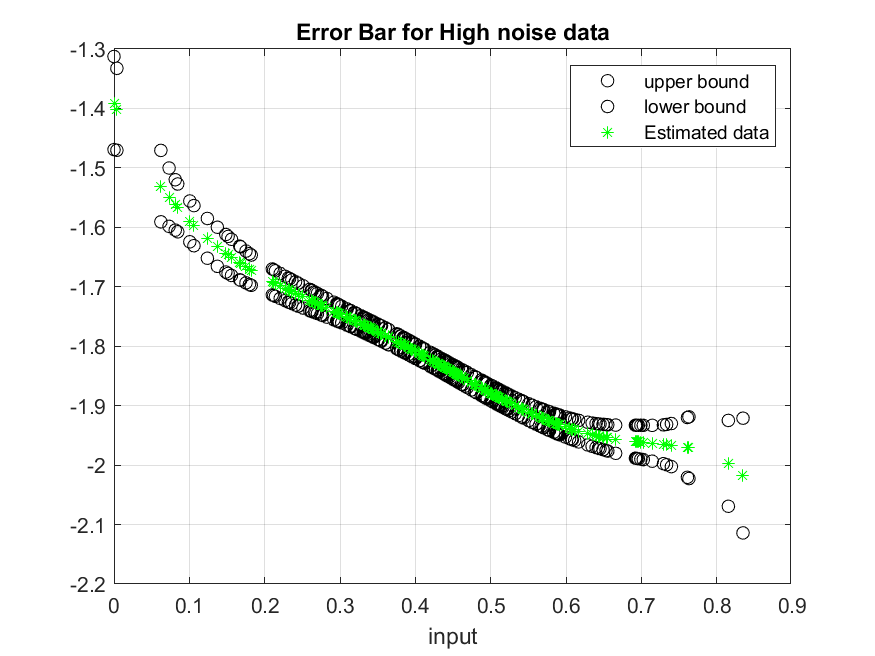 Error Bar for High noise data
upper bound
lower bound
Estimated data
-1.3
-1.4
-1.5
-1.6
-1.7
-1.8
-1.9
-2
-2.1
-2.2
0 0.1 0.2 0.3 0.4 0.5 0.6 0.7 0.8 0.9
input